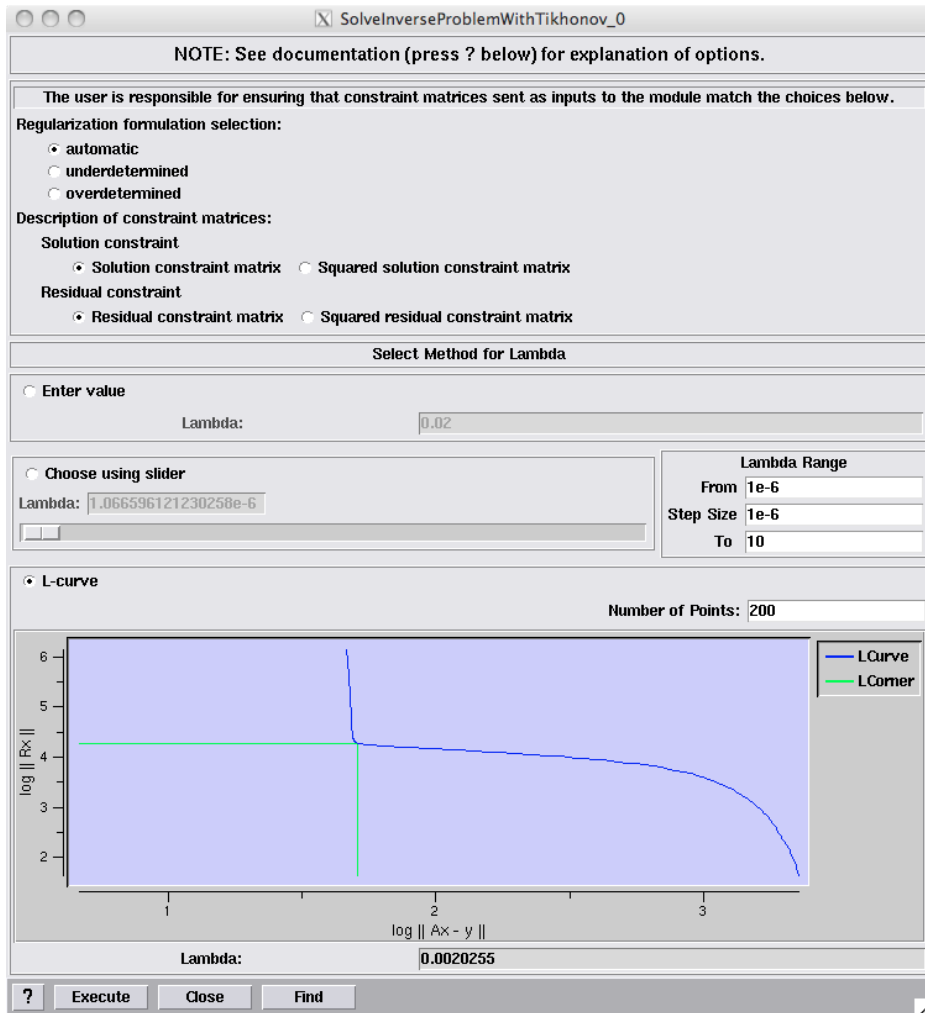 SolveInverseProblemWithTikhonov_0
NOTE: See documentation (press ? below) for explanation of options.
The user is responsible for ensuring that constraint matrices sent as inputs to the module match the choices below.
Regularization formulation selection:
automatic
underdetermined
overdetermined
Description of constraint matrices:
Solution constraint
Solution constraint matrix Squared solution constraint matrix
Residual constraint
Residual constraint matrix Squared residual constraint matrix
Select Method for Lambda
Enter value
Lambda: 0.02
Choose using slider
Lambda: 1.066596121230258e-6
Lambda Range
From 1e-6
Step Size 1e-6
To 10
L-curve
Number of Points: 200
6
5
4
3
2
log || Rx ||
1 2 3
log || Ax - y ||
LCurve
LCorner
Lambda: 0.0020255
? Execute Close Find